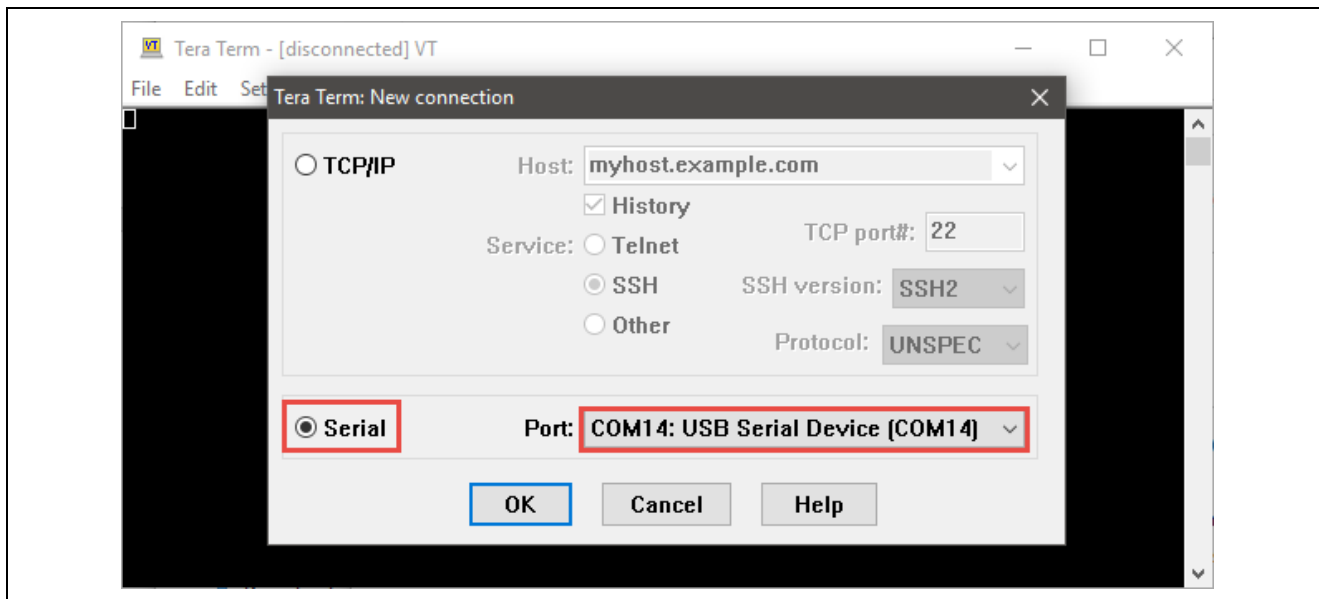 Tera Term - [disconnected] VT
File Edit Set
Tera Term: New connection
TCP/IP Host: myhost.example.com
History
Service: Telnet TCP port#: 22
SSH SSH version: SSH2
Other Protocol: UNSPEC
Serial Port: COM14: USB Serial Device (COM14)
OK Cancel Help